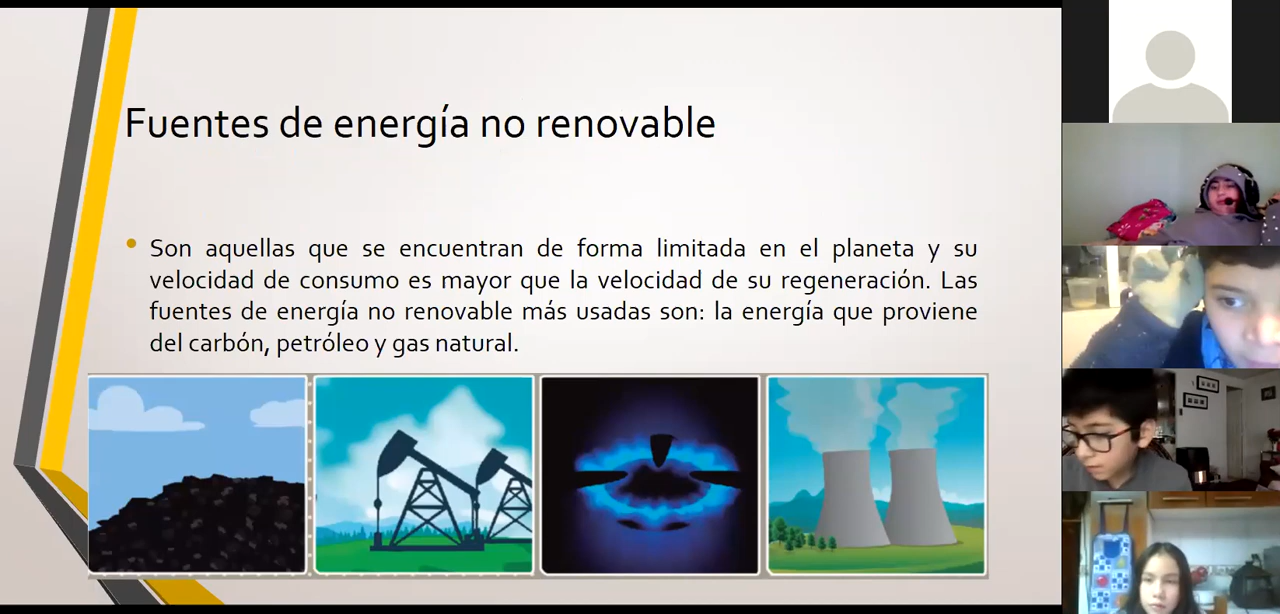 Fuentes de energía no renovable
Son aquellas que se encuentran de forma limitada en el planeta y su
velocidad de consumo es mayor que la velocidad de su regeneración. Las
fuentes de energía no renovable más usadas son: la energía que proviene
del carbón, petróleo y gas natural.